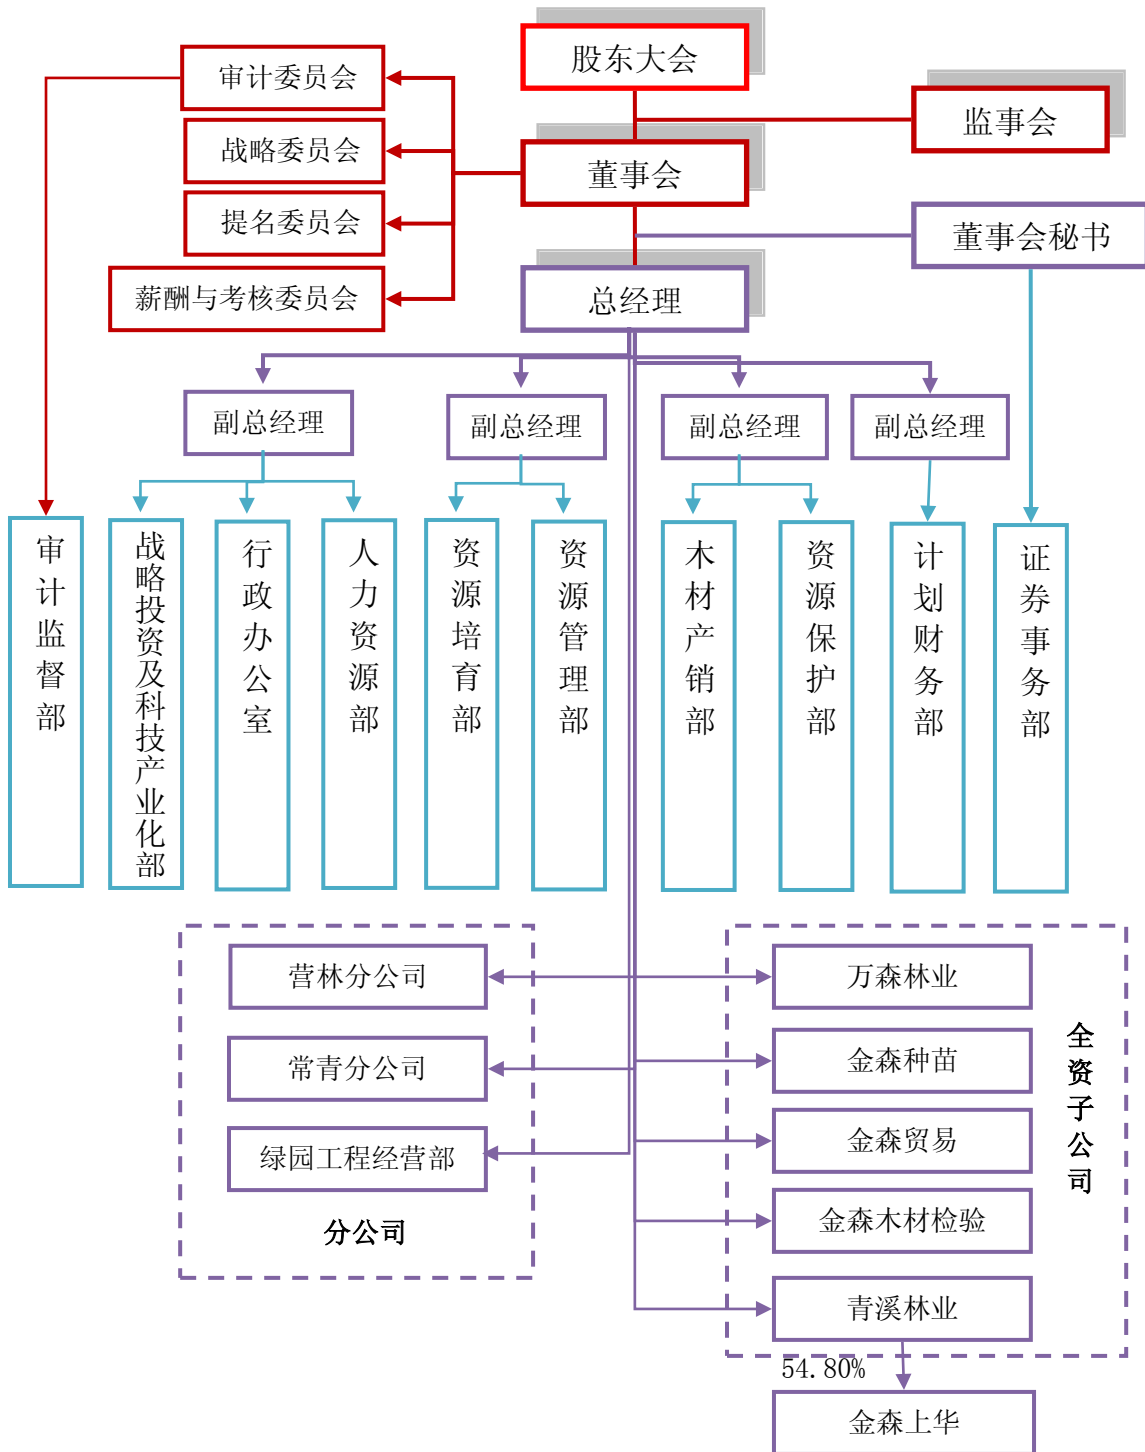 股东大会
审计委员会
监事会
战略委员会
董事会
提名委员会
董事会秘书
薪酬与考核委员会
总经理
副总经理
副总经理
副总经理
副总经理
审计监督部
战略投资及科技产业化部
行政办公室
人力资源部
资源培育部
资源管理部
木材产销部
资源保护部
计划财务部
证券事务部
营林分公司
常青分公司
绿园工程经营部
分公司
万森林业
金森种苗
金森贸易
金森木材检验
青溪林业
全资子公司
54.80%
金森上华